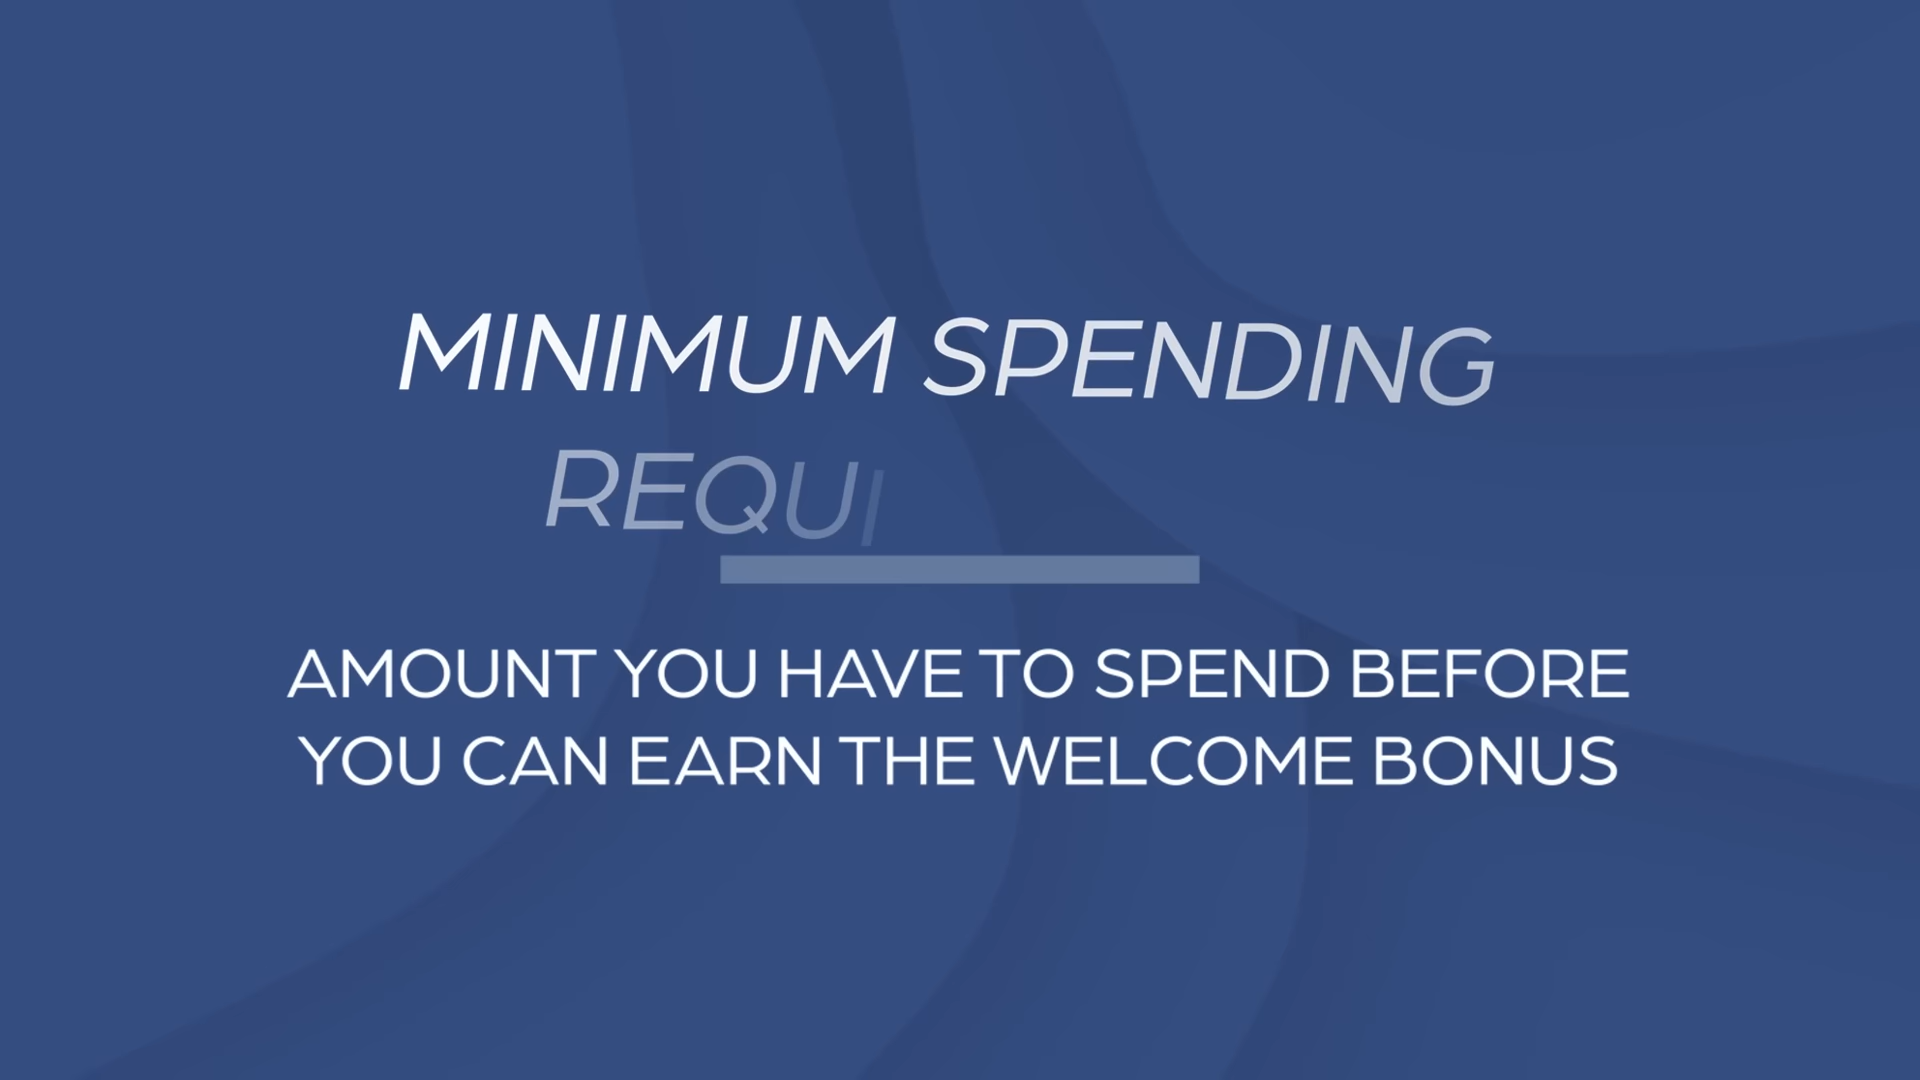 MINIMUM SPENDING
REQUI
AMOUNT YOU HAVE TO SPEND BEFORE
YOU CAN EARN THE WELCOME BONUS